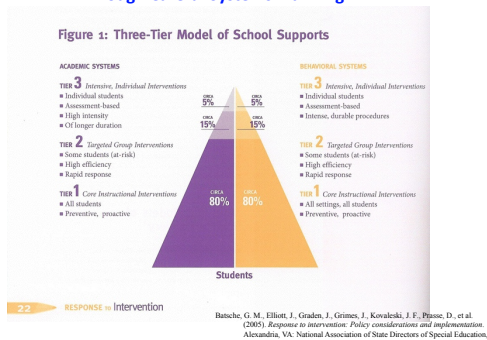 Figure 1: Three-Tier Model of School Supports
ACADEMIC SYSTEMS
TIER 3 Intensive, Individual Interventions
■ Individual students
■ Assessment-based
■ High intensity
■ Of longer duration
TIER 2 Targeted Group Interventions
■ Some students (at-risk)
■ High efficiency
■ Rapid response
TIER 1 Core Instructional Interventions
■ All students
■ Preventive, proactive
CIRCA
5%
CIRCA
5%
CIRCA
15%
CIRCA
15%
CIRCA
80%
CIRCA
80%
Students
BEHAVIORAL SYSTEMS
TIER 3 Intensive, Individual Interventions
■ Individual students
■ Assessment-based
■ Intense, durable procedures
TIER 2 Targeted Group Interventions
■ Some students (at-risk)
■ High efficiency
■ Rapid response
TIER 1 Core Instructional Interventions
■ All settings, all students
■ Preventive, proactive
22 RESPONSE TO Intervention
Batsche, G. M., Elliott, J., Graden, J., Grimes, J., Kovaleski, J. F., Prasse, D., et al.
(2005). Response to intervention: Policy considerations and implementation.
Alexandria, VA: National Association of State Directors of Special Education,